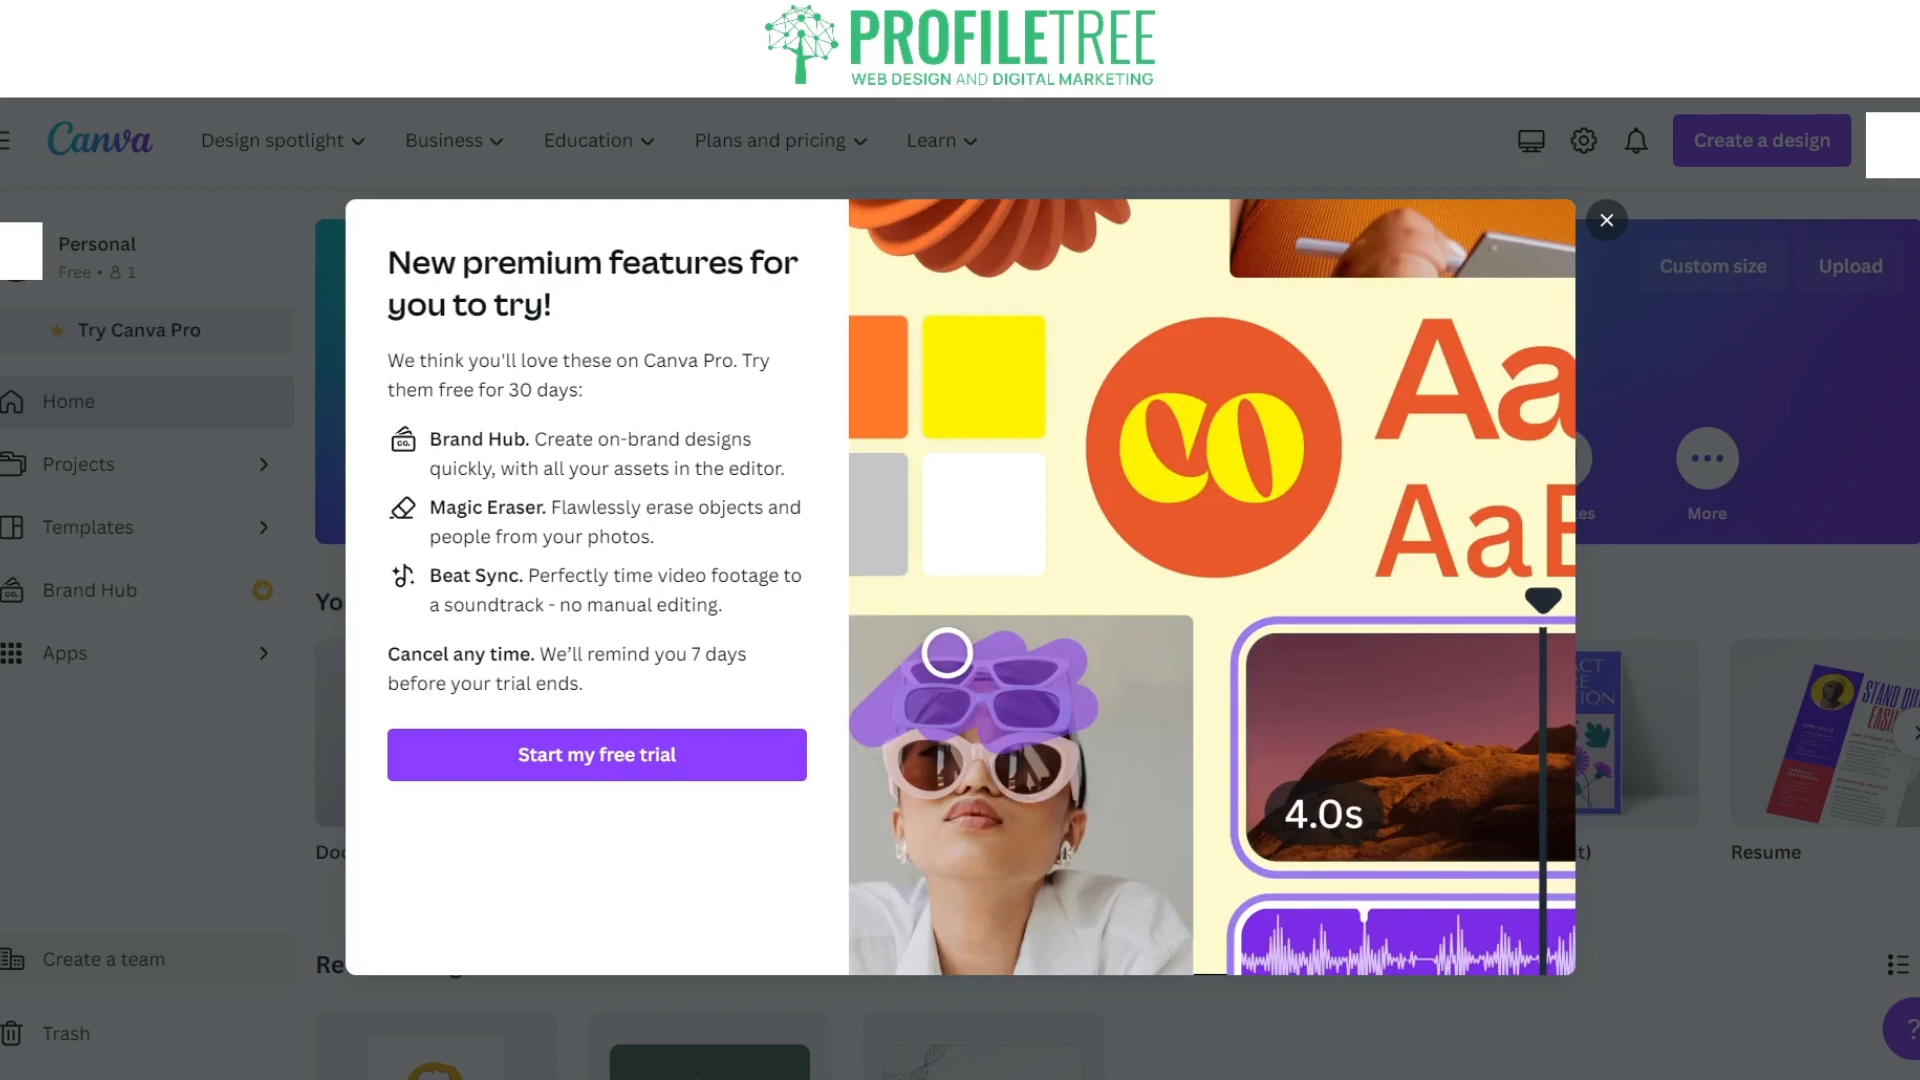 PROFILETREE
WEB DESIGN AND DIGITAL MARKETING
Canva
Design spotlight
Business
Education
Plans and pricing
Learn
Create a design
Personal
Free • 1
Try Canva Pro
Home
Projects
Templates
Brand Hub
Apps
Create a team
Trash
New premium features for
you to try!
We think you'll love these on Canva Pro. Try
them free for 30 days:
Brand Hub. Create on-brand designs
quickly, with all your assets in the editor.
Magic Eraser. Flawlessly erase objects and
people from your photos.
Beat Sync. Perfectly time video footage to
a soundtrack - no manual editing.
Cancel any time. We’ll remind you 7 days
before your trial ends.
Start my free trial
co
Aa
Aa
4.0s
Custom size
Upload
More
Resume
?